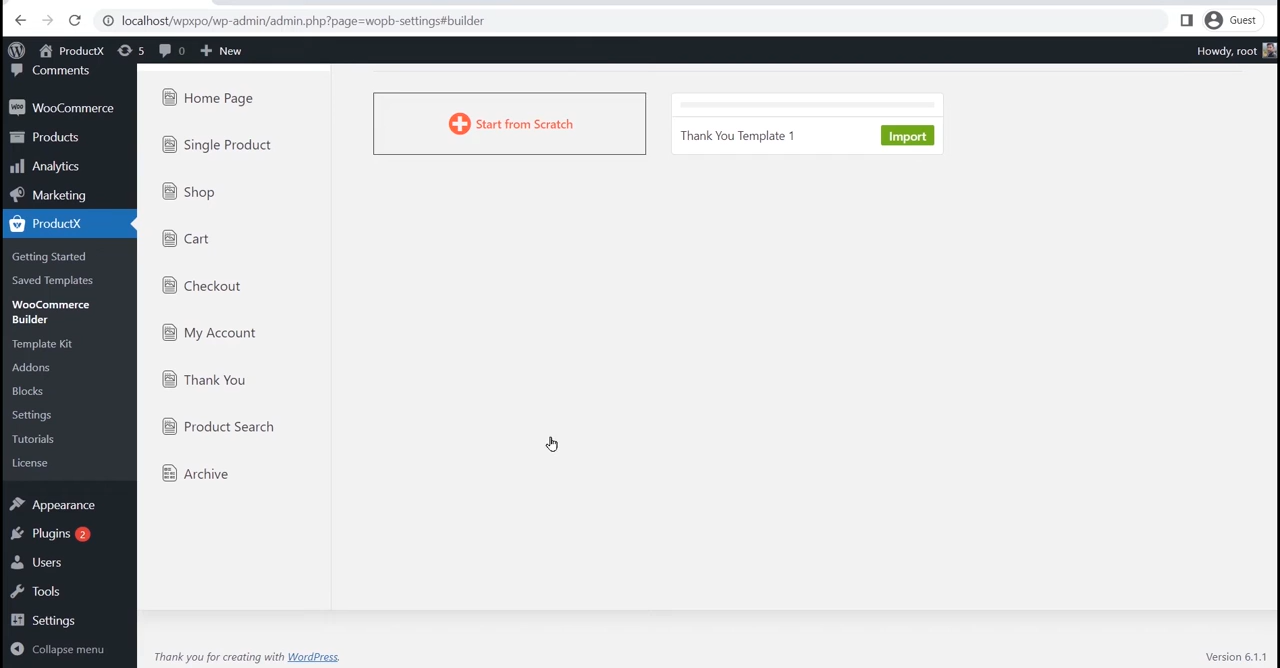 localhost/wpxpo/wp-admin/admin.php?page=wopb-settings#builder
Guest
ProductX
5
0
New
Howdy, root
Comments
WooCommerce
Products
Analytics
Marketing
ProductX
Getting Started
Saved Templates
WooCommerce
Builder
Template Kit
Addons
Blocks
Settings
Tutorials
License
Appearance
Plugins 2
Users
Tools
Settings
Collapse menu
Home Page
Single Product
Shop
Cart
Checkout
My Account
Thank You
Product Search
Archive
Start from Scratch
Thank You Template 1
Import
Thank you for creating with WordPress.
Version 6.1.1